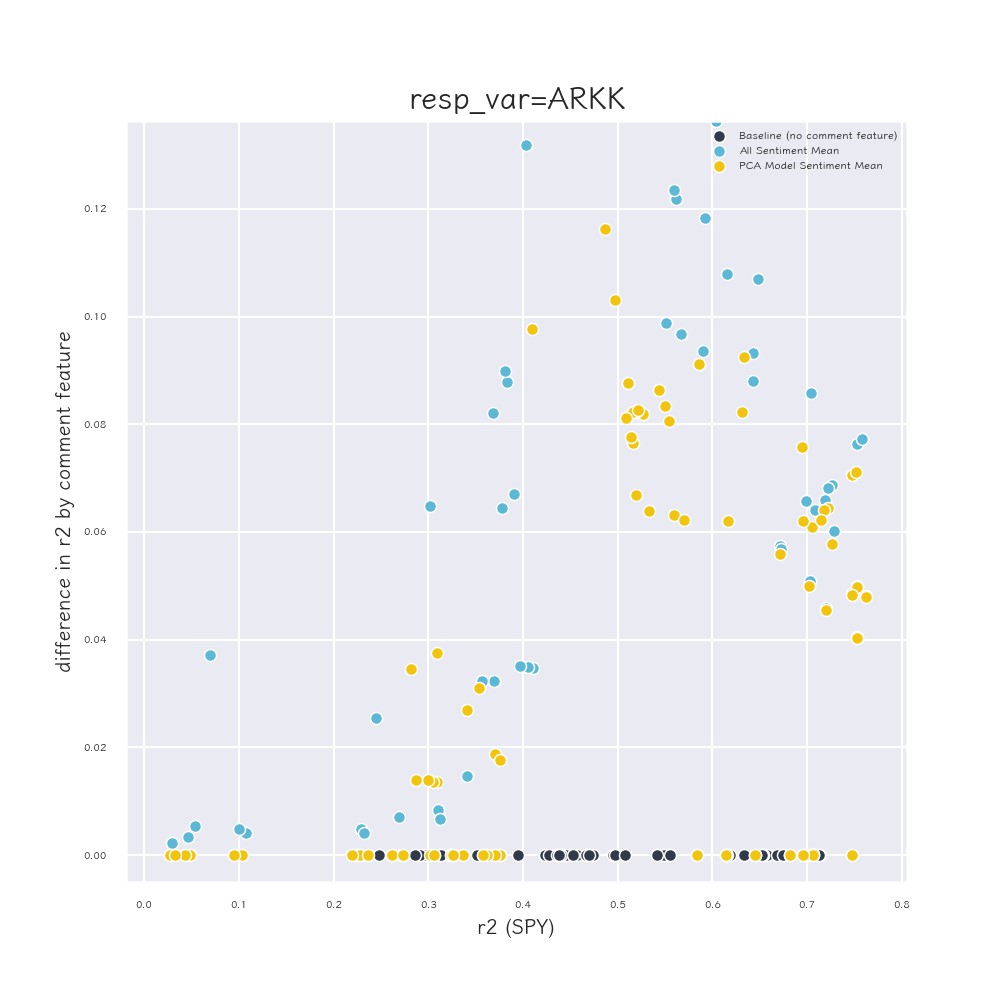 resp_var=ARKK
Baseline (no comment feature)
All Sentiment Mean
PCA Model Sentiment Mean
difference in r2 by comment feature
0.12
0.10
0.08
0.06
0.04
0.02
0.00
0.0 0.1 0.2 0.3 0.4 0.5 0.6 0.7 0.8
r2 (SPY)